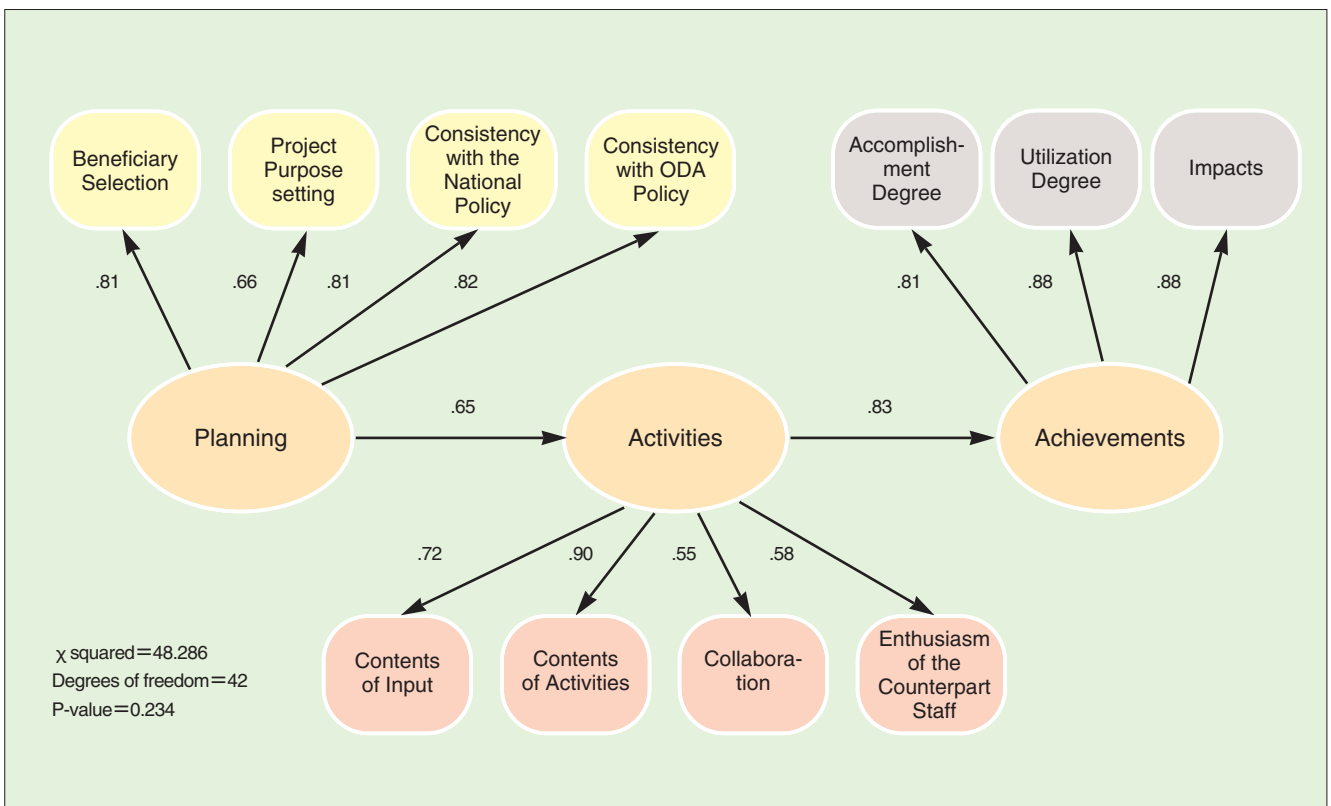 Beneficiary
Selection
Project
Purpose
setting
Consistency
with the
National
Policy
Consistency
with ODA
Policy
Accomplish-
ment
Degree
Utilization
Degree
Impacts
.81
.66
.81
.82
.81
.88
.88
Planning
.65
Activities
.83
Achievements
.72
.90
.55
.58
Contents
of Input
Contents
of Activities
Collabora-
tion
Enthusiasm
of the
Counterpart
Staff
χ squared=48.286
Degrees of freedom=42
P-value=0.234